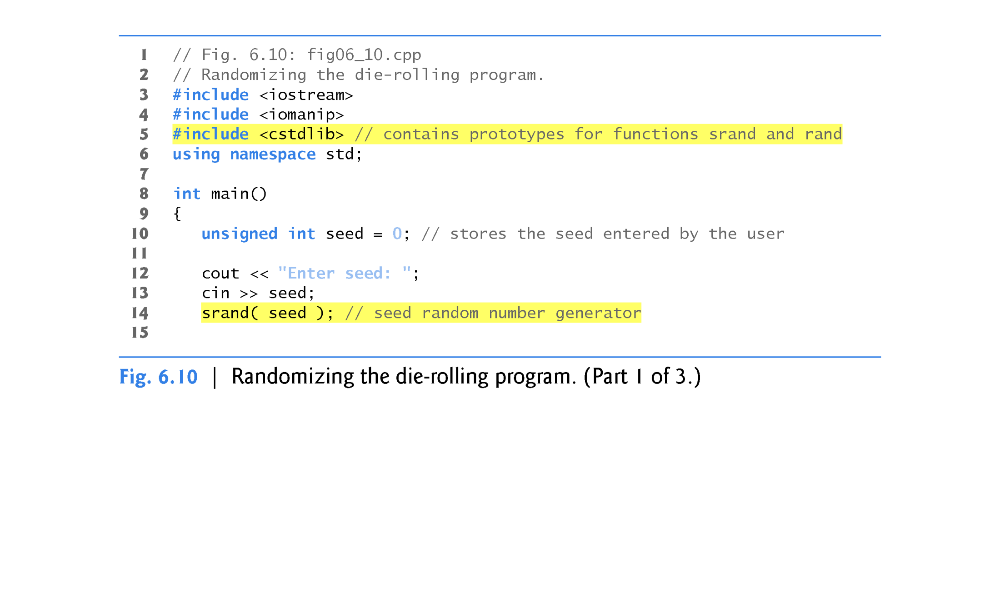 1 // Fig. 6.10: fig06_10.cpp
2 // Randomizing the die-rolling program.
3 #include <iostream>
4 #include <iomanip>
5 #include <cstdlib> // contains prototypes for functions srand and rand
6 using namespace std;
7
8 int main()
9 {
10    unsigned int seed = 0; // stores the seed entered by the user
11
12    cout << "Enter seed: ";
13    cin >> seed;
14    srand( seed ); // seed random number generator
15
Fig. 6.10 | Randomizing the die-rolling program. (Part 1 of 3.)